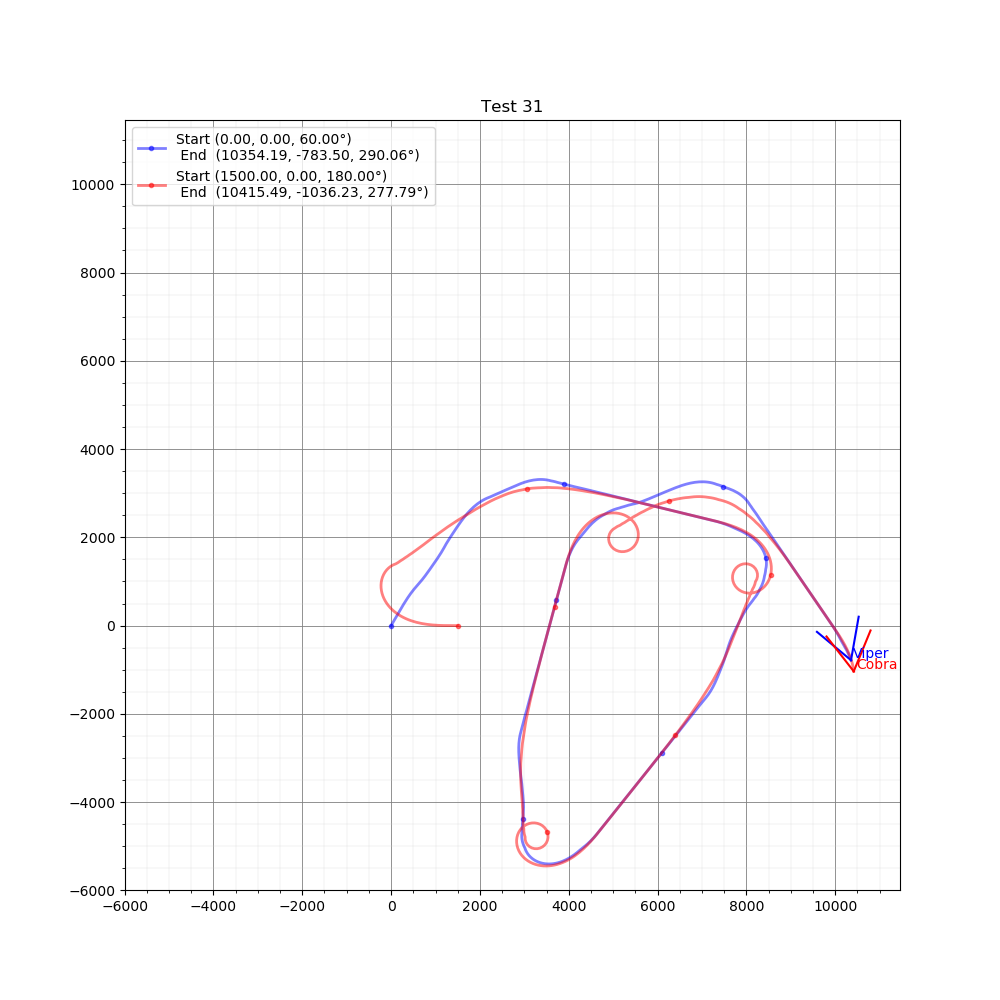 Test 31
Start (0.00, 0.00, 60.00°)
End (10354.19, -783.50, 290.06°)
Start (1500.00, 0.00, 180.00°)
End (10415.49, -1036.23, 277.79°)
10000
8000
6000
4000
2000
0
−2000
−4000
−6000
Viper
Cobra
−6000 −4000 −2000 0 2000 4000 6000 8000 10000